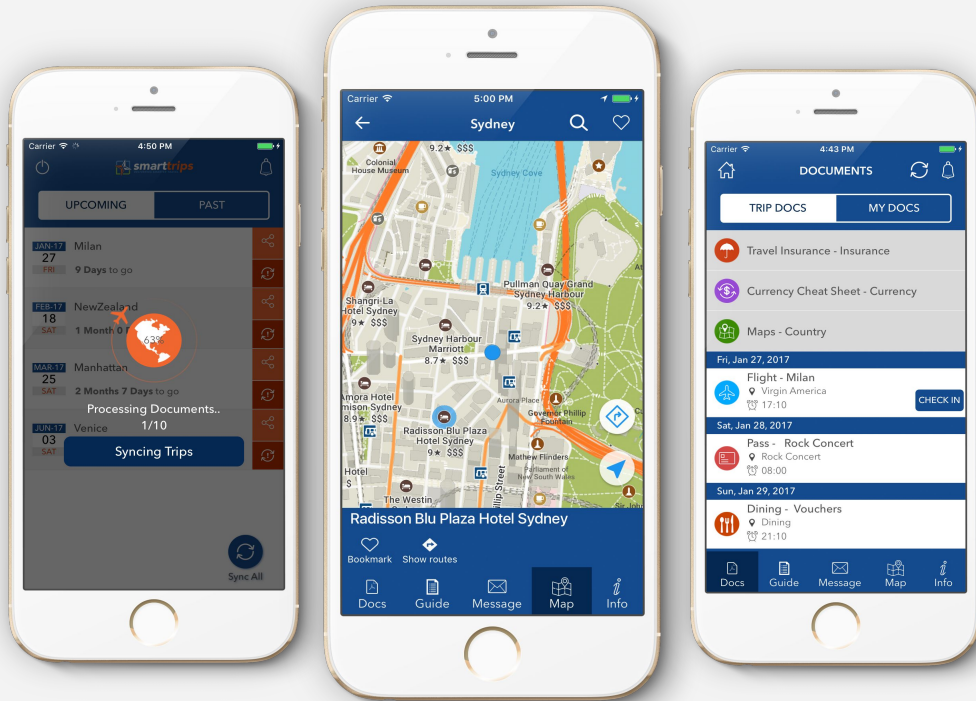 Carrier
4:50 PM
smarttrips
UPCOMING
PAST
JAN-17
27
FRI
Milan
9 Days to go
FEB-17
18
SAT
NewZealand
1 Month 0
63%
MAR-17
25
SAT
Manhattan
2 Months 7 Days to go
Processing Documents..
1/10
JUN-17
03
SAT
Venice
Syncing Trips
Sync All
Carrier
5:00 PM
Sydney
9.2★ $$$
Colonial
House Museum
Sydney Cove
Pullman Quay Grand
Sydney Harbour
9.2★ $$$
Shangri-La
Hotel Sydney
9★ $$$
Sydney Harbour
Marriott
8.7★ $$$
Amora Hotel
mison Sydney
8.9★ $$$
Aurora Place
Governor Phillip
Fountain
Radisson Blu Plaza
Hotel Sydney
9★ $$$
Mathew Flinders
Parliament of
New South Wales
Hotel
S
llip Street
The Westin
Sir John
Radisson Blu Plaza Hotel Sydney
Bookmark
Show routes
Docs
Guide
Message
Map
Info
Carrier
4:43 PM
DOCUMENTS
TRIP DOCS
MY DOCS
Travel Insurance - Insurance
Currency Cheat Sheet - Currency
Maps - Country
Fri, Jan 27, 2017
Flight - Milan
Virgin America
17:10
CHECK IN
Sat, Jan 28, 2017
Pass - Rock Concert
Rock Concert
08:00
Sun, Jan 29, 2017
Dining - Vouchers
Dining
21:10
Docs
Guide
Message
Map
Info